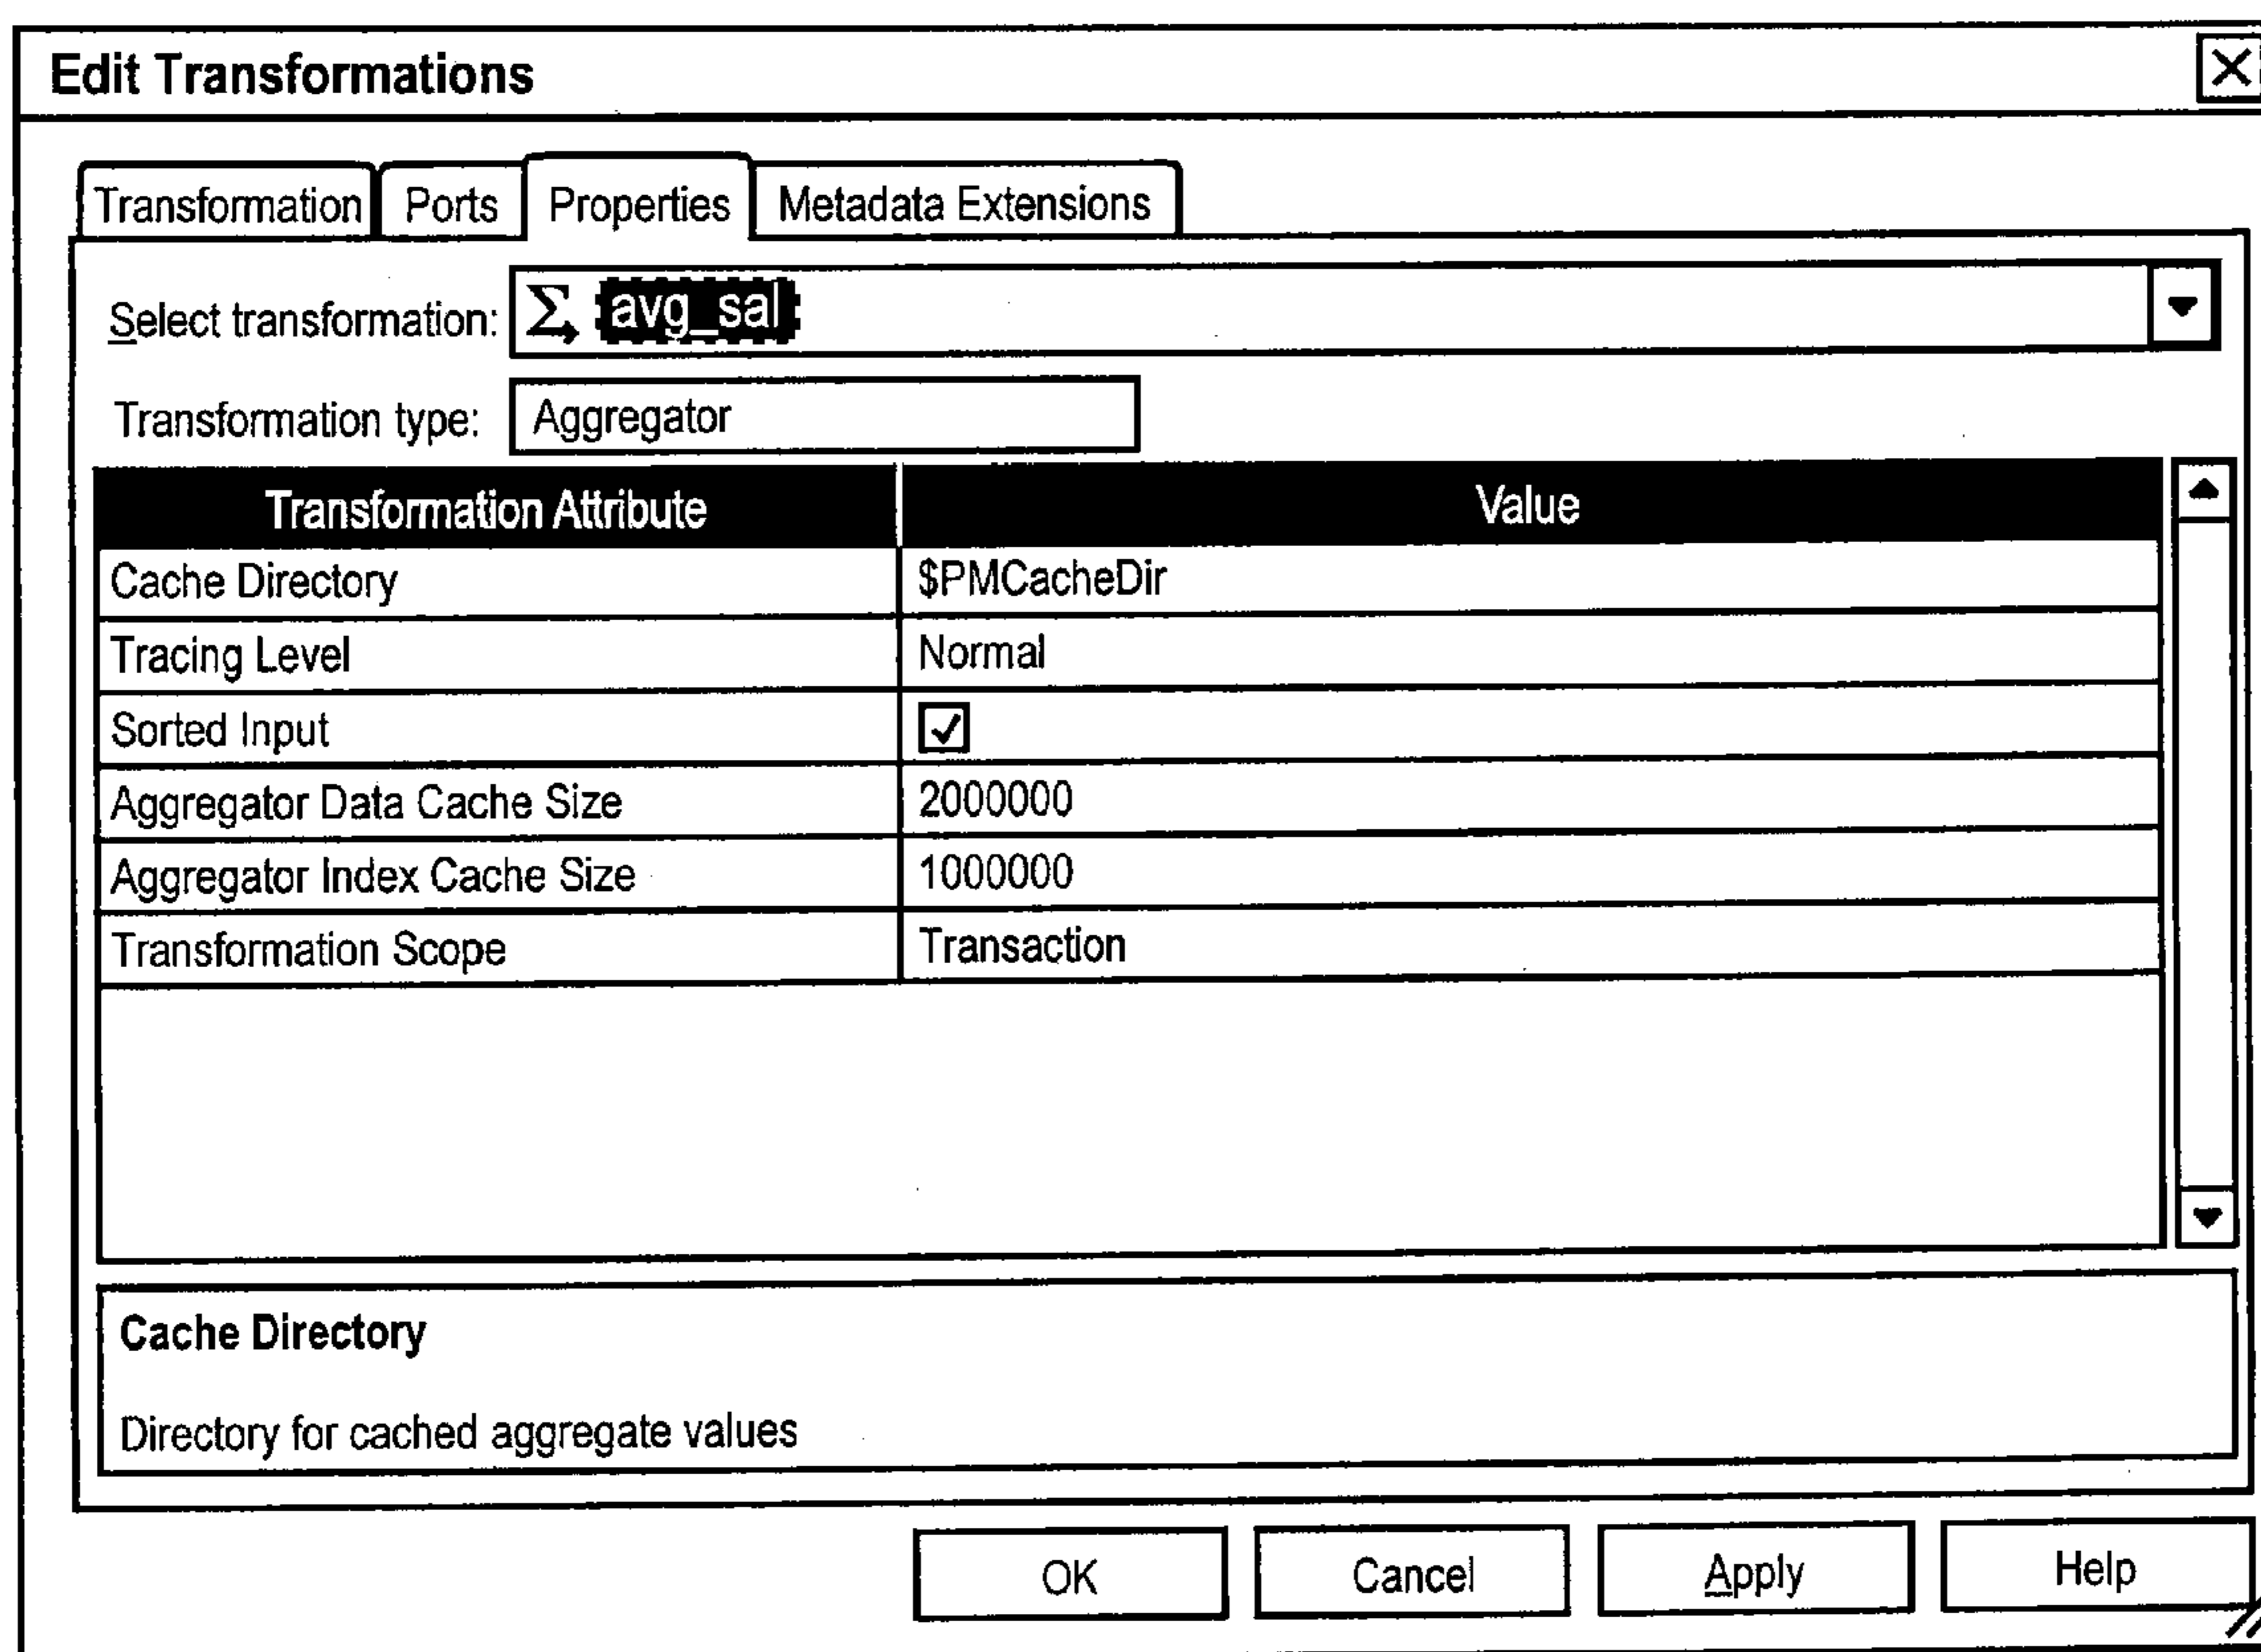 Edit Transformations
Transformation Ports Properties Metadata Extensions
Select transformation: avg_sal
Transformation type: Aggregator
Transformation Attribute Value
Cache Directory $PMCacheDir
Tracing Level Normal
Sorted Input
Aggregator Data Cache Size 2000000
Aggregator Index Cache Size 1000000
Transformation Scope Transaction
Cache Directory
Directory for cached aggregate values
OK Cancel Apply Help